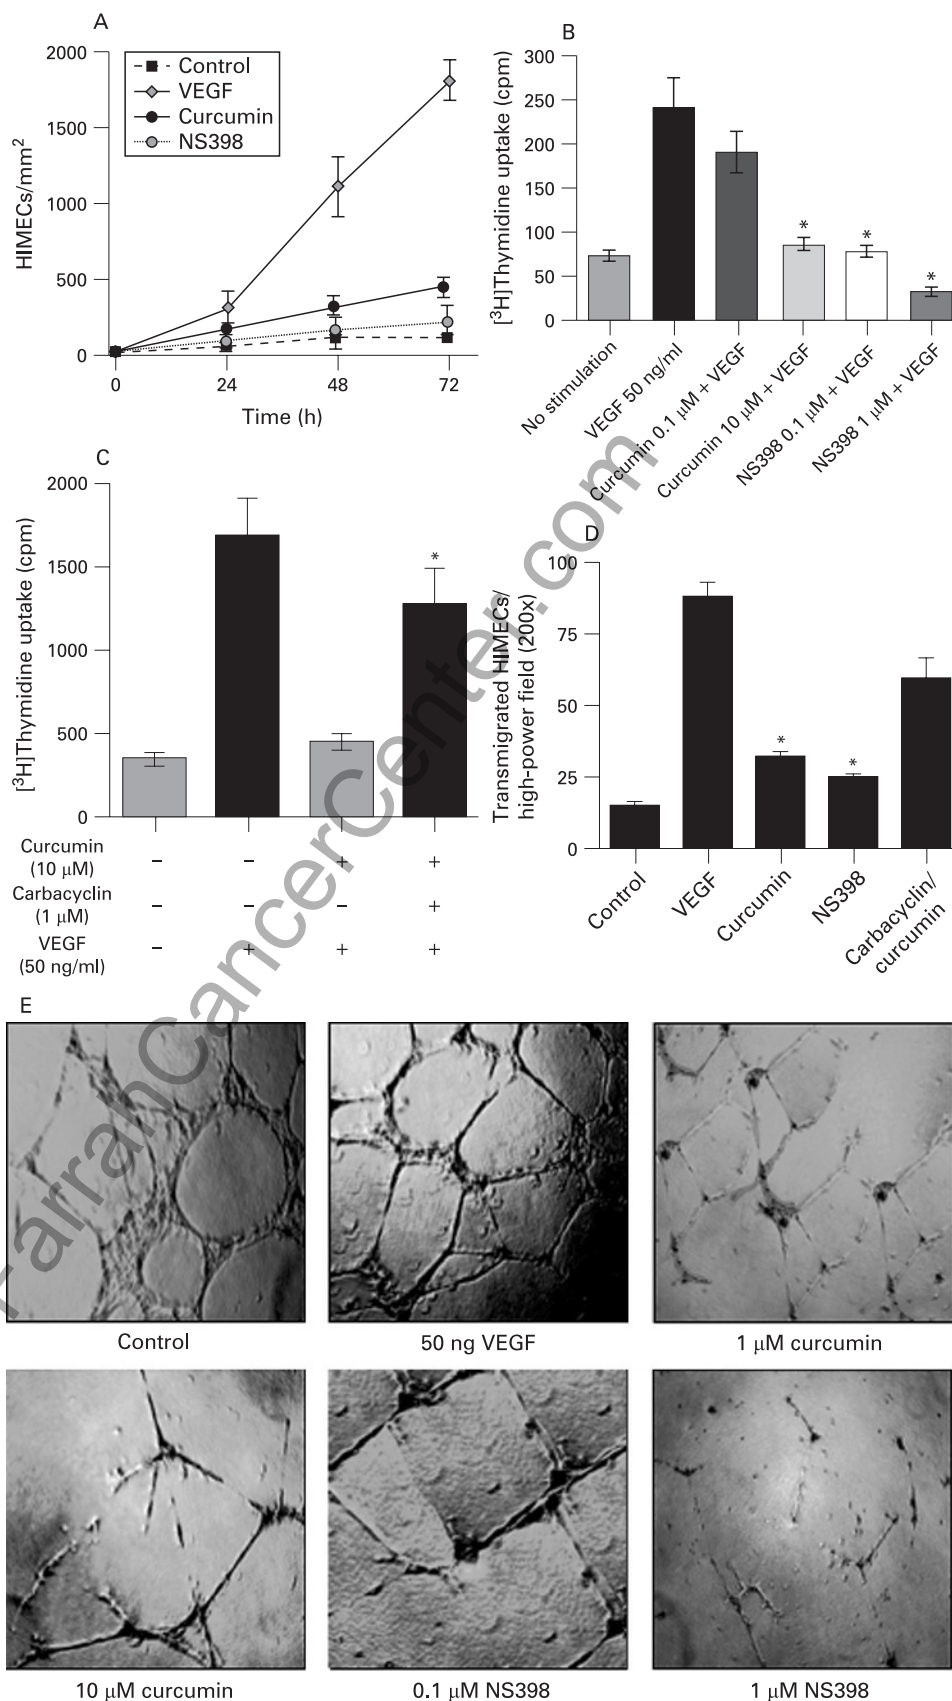 A
2000
1500
1000
500
0
HIMECs/mm²
Control
VEGF
Curcumin
NS398
0 24 48 72
Time (h)
B
300
250
200
150
100
50
0
[³H]Thymidine uptake (cpm)
*
*
*
No stimulation
VEGF 50 ng/ml
Curcumin 0.1 μM + VEGF
Curcumin 10 μM + VEGF
NS398 0.1 μM + VEGF
NS398 1 μM + VEGF
C
2000
1500
1000
500
0
[³H]Thymidine uptake (cpm)
*
Curcumin
(10 μM)
– – + +
Carbacyclin
(1 μM)
– – – +
VEGF
(50 ng/ml)
– + + +
D
100
75
50
25
0
Transmigrated HIMECs/
high-power field (200x)
*
*
Control
VEGF
Curcumin
NS398
Carbacyclin/
curcumin
E
Control
50 ng VEGF
1 μM curcumin
10 μM curcumin
0.1 μM NS398
1 μM NS398
FarrahCancerCenter.com